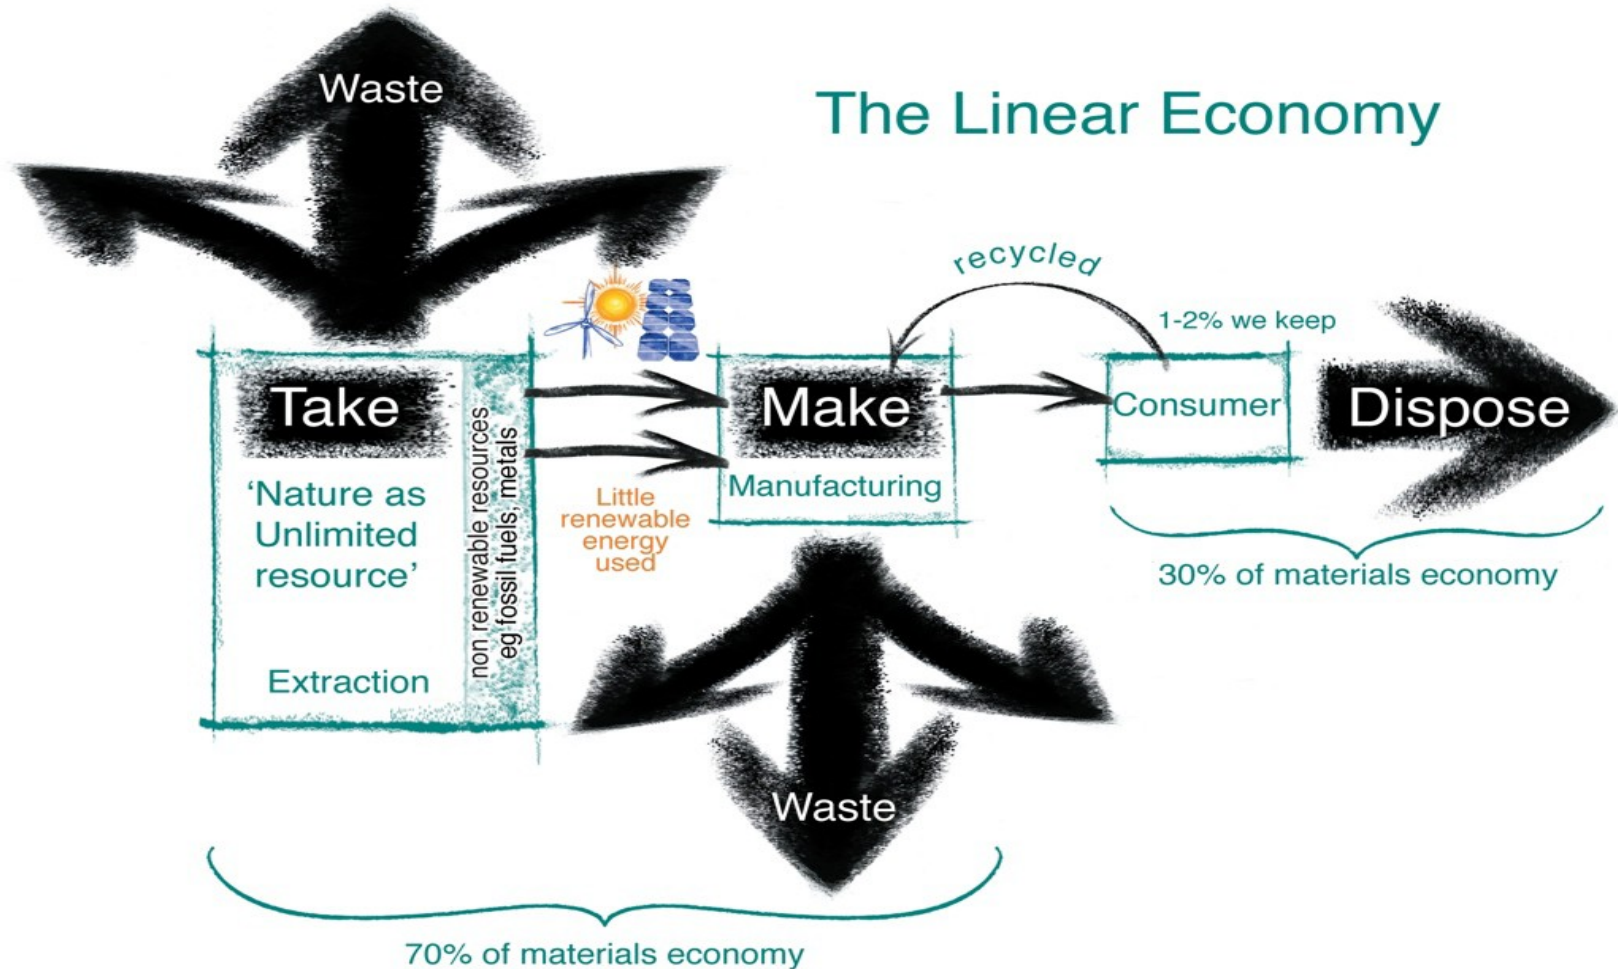 The Linear Economy
Waste
recycled
1-2% we keep
Take
Make
Consumer
Dispose
'Nature as
Unlimited
resource'
Extraction
non renewable resources
eg fossil fuels, metals
Little
renewable
energy
used
Manufacturing
30% of materials economy
Waste
70% of materials economy